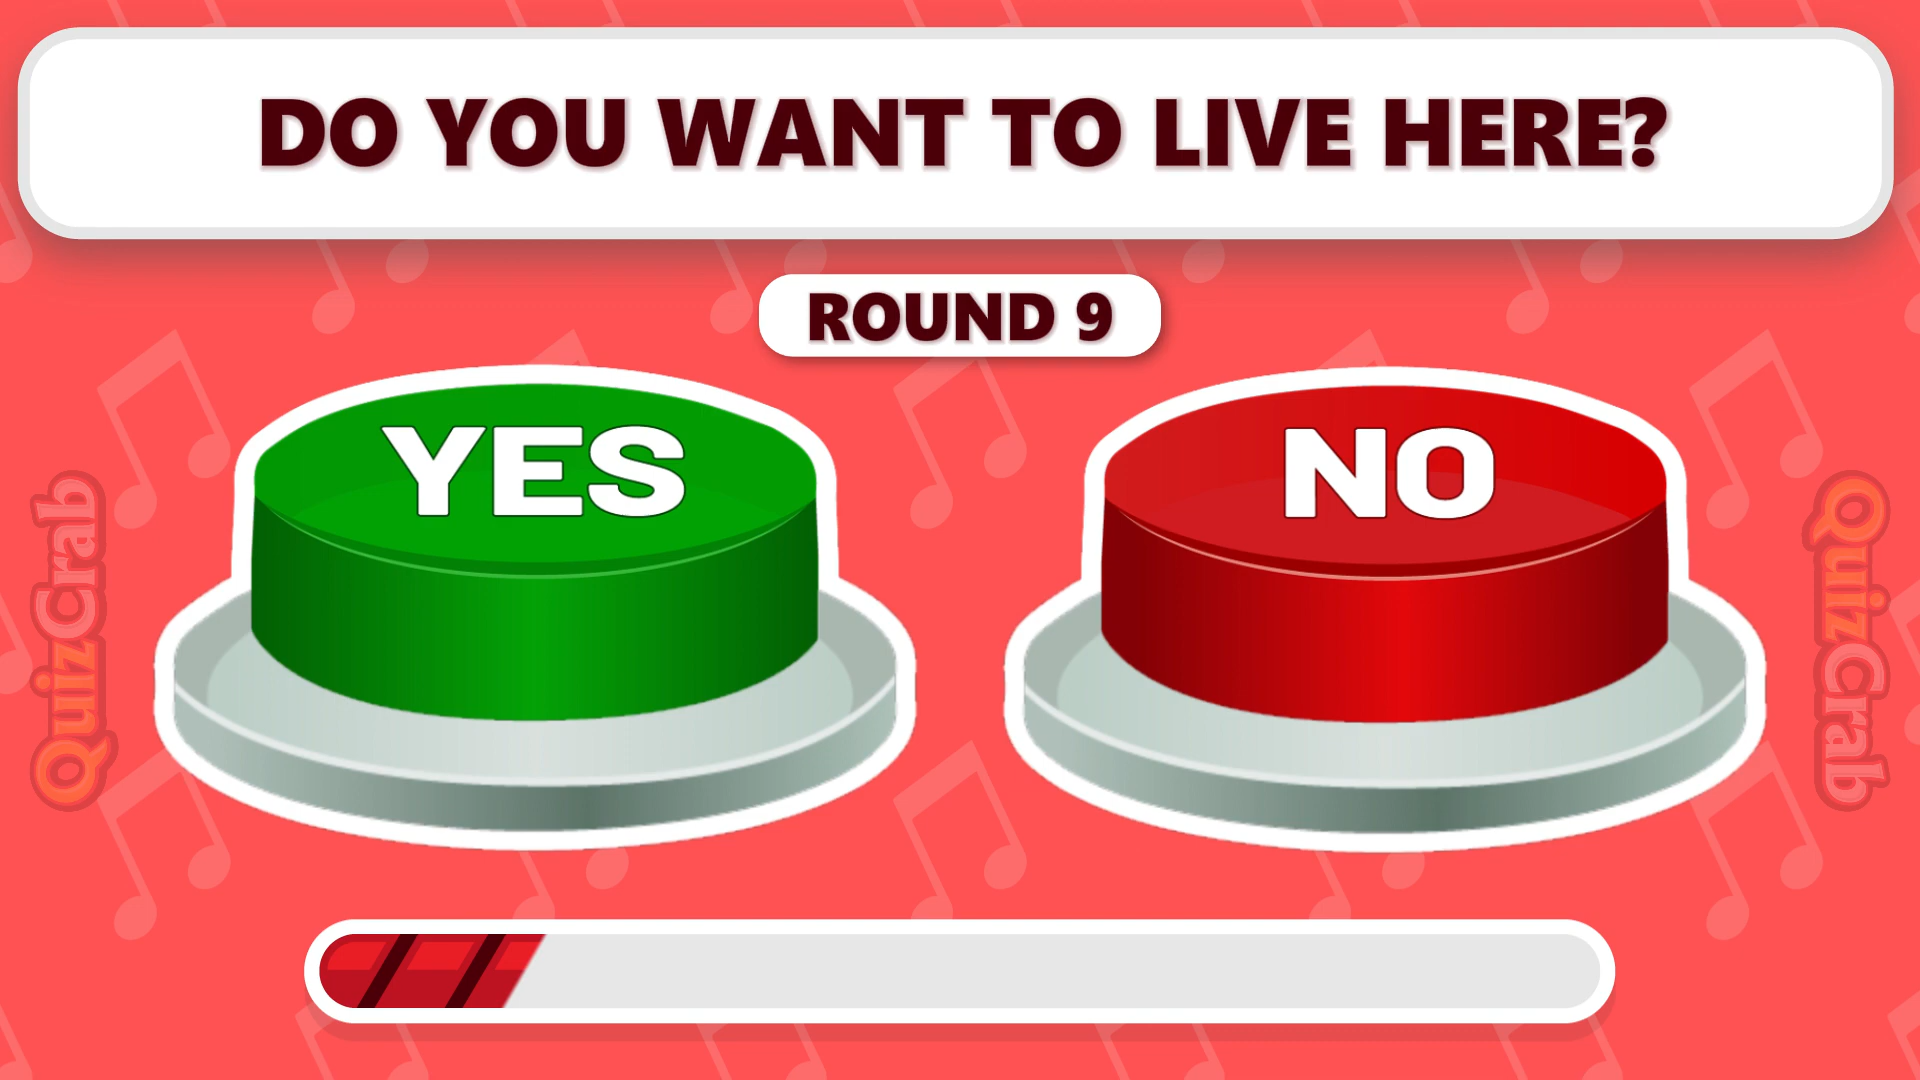 DO YOU WANT TO LIVE HERE?
ROUND 9
YES
NO
QuizCrab
QuizCrab